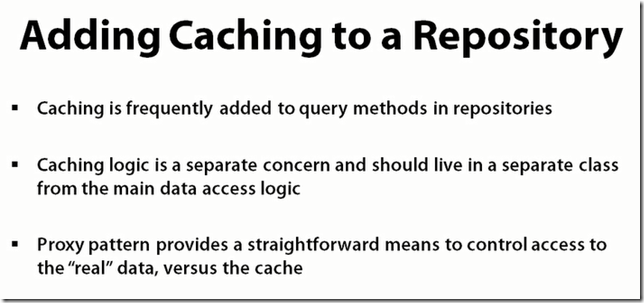 Adding Caching to a Repository
▪ Caching is frequently added to query methods in repositories
▪ Caching logic is a separate concern and should live in a separate class
from the main data access logic
▪ Proxy pattern provides a straightforward means to control access to
the “real” data, versus the cache